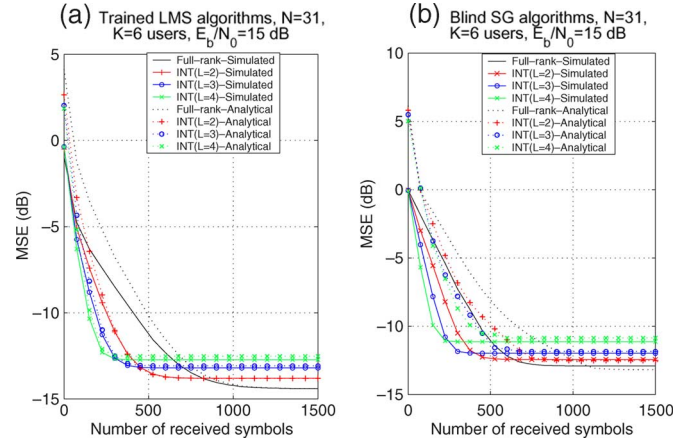 (a)
Trained LMS algorithms, N=31,
K=6 users, E_b/N_0=15 dB
5
0
−5
−10
−15
MSE (dB)
Full−rank−Simulated
INT(L=2)−Simulated
INT(L=3)−Simulated
INT(L=4)−Simulated
Full−rank−Analytical
INT(L=2)−Analytical
INT(L=3)−Analytical
INT(L=4)−Analytical
0
500
1000
1500
Number of received symbols
(b)
Blind SG algorithms, N=31,
K=6 users, E_b/N_0=15 dB
10
5
0
−5
−10
−15
MSE (dB)
Full−rank−Simulated
INT(L=2)−Simulated
INT(L=3)−Simulated
INT(L=4)−Simulated
Full−rank−Analytical
INT(L=2)−Analytical
INT(L=3)−Analytical
INT(L=4)−Analytical
0
500
1000
1500
Number of received symbols